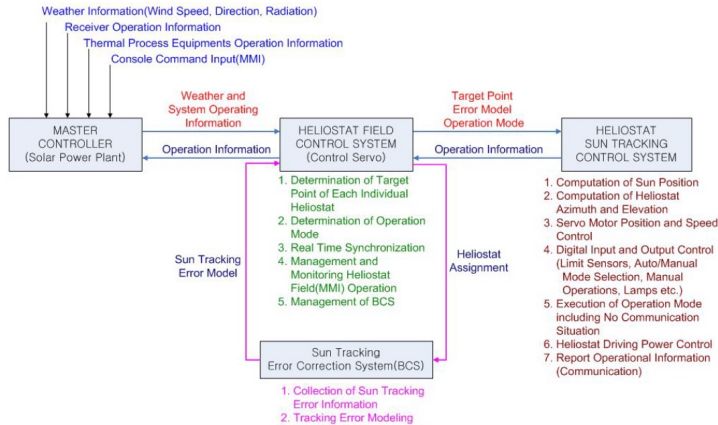 Weather Information(Wind Speed, Direction, Radiation)
Receiver Operation Information
Thermal Process Equipments Operation Information
Console Command Input(MMI)
Weather and
System Operating
Information
Target Point
Error Model
Operation Mode
MASTER
CONTROLLER
(Solar Power Plant)
HELIOSTAT FIELD
CONTROL SYSTEM
(Control Servo)
HELIOSTAT
SUN TRACKING
CONTROL SYSTEM
Operation Information
Operation Information
1. Determination of Target
Point of Each Individual
Heliostat
2. Determination of Operation
Mode
3. Real Time Synchronization
4. Management and
Monitoring Heliostat
Field(MMI) Operation
5. Management of BCS
1. Computation of Sun Position
2. Computation of Heliostat
Azimuth and Elevation
3. Servo Motor Position and Speed
Control
4. Digital Input and Output Control
(Limit Sensors, Auto/Manual
Mode Selection, Manual
Operations, Lamps etc.)
5. Execution of Operation Mode
including No Communication
Situation
6. Heliostat Driving Power Control
7. Report Operational Information
(Communication)
Sun Tracking
Error Model
Heliostat
Assignment
Sun Tracking
Error Correction System(BCS)
1. Collection of Sun Tracking
Error Information
2. Tracking Error Modeling